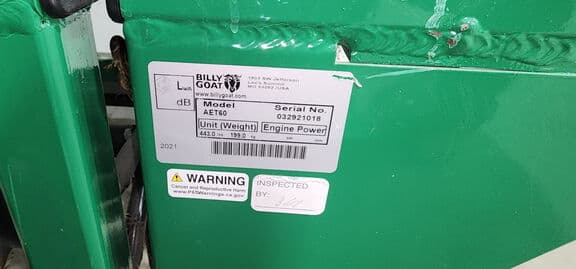 LWA
dB
BILLY
GOAT
1803 SW Jefferson
Lee's Summit
MO 64082 /USA
www.billygoat.com
Model
AET60
Serial No.
032921018
Unit (Weight)
443.0 lbs 199.0 kg
Engine Power
2021
WARNING
Cancer and Reproductive Harm
www.P65Warnings.ca.gov
INSPECTED
BY: